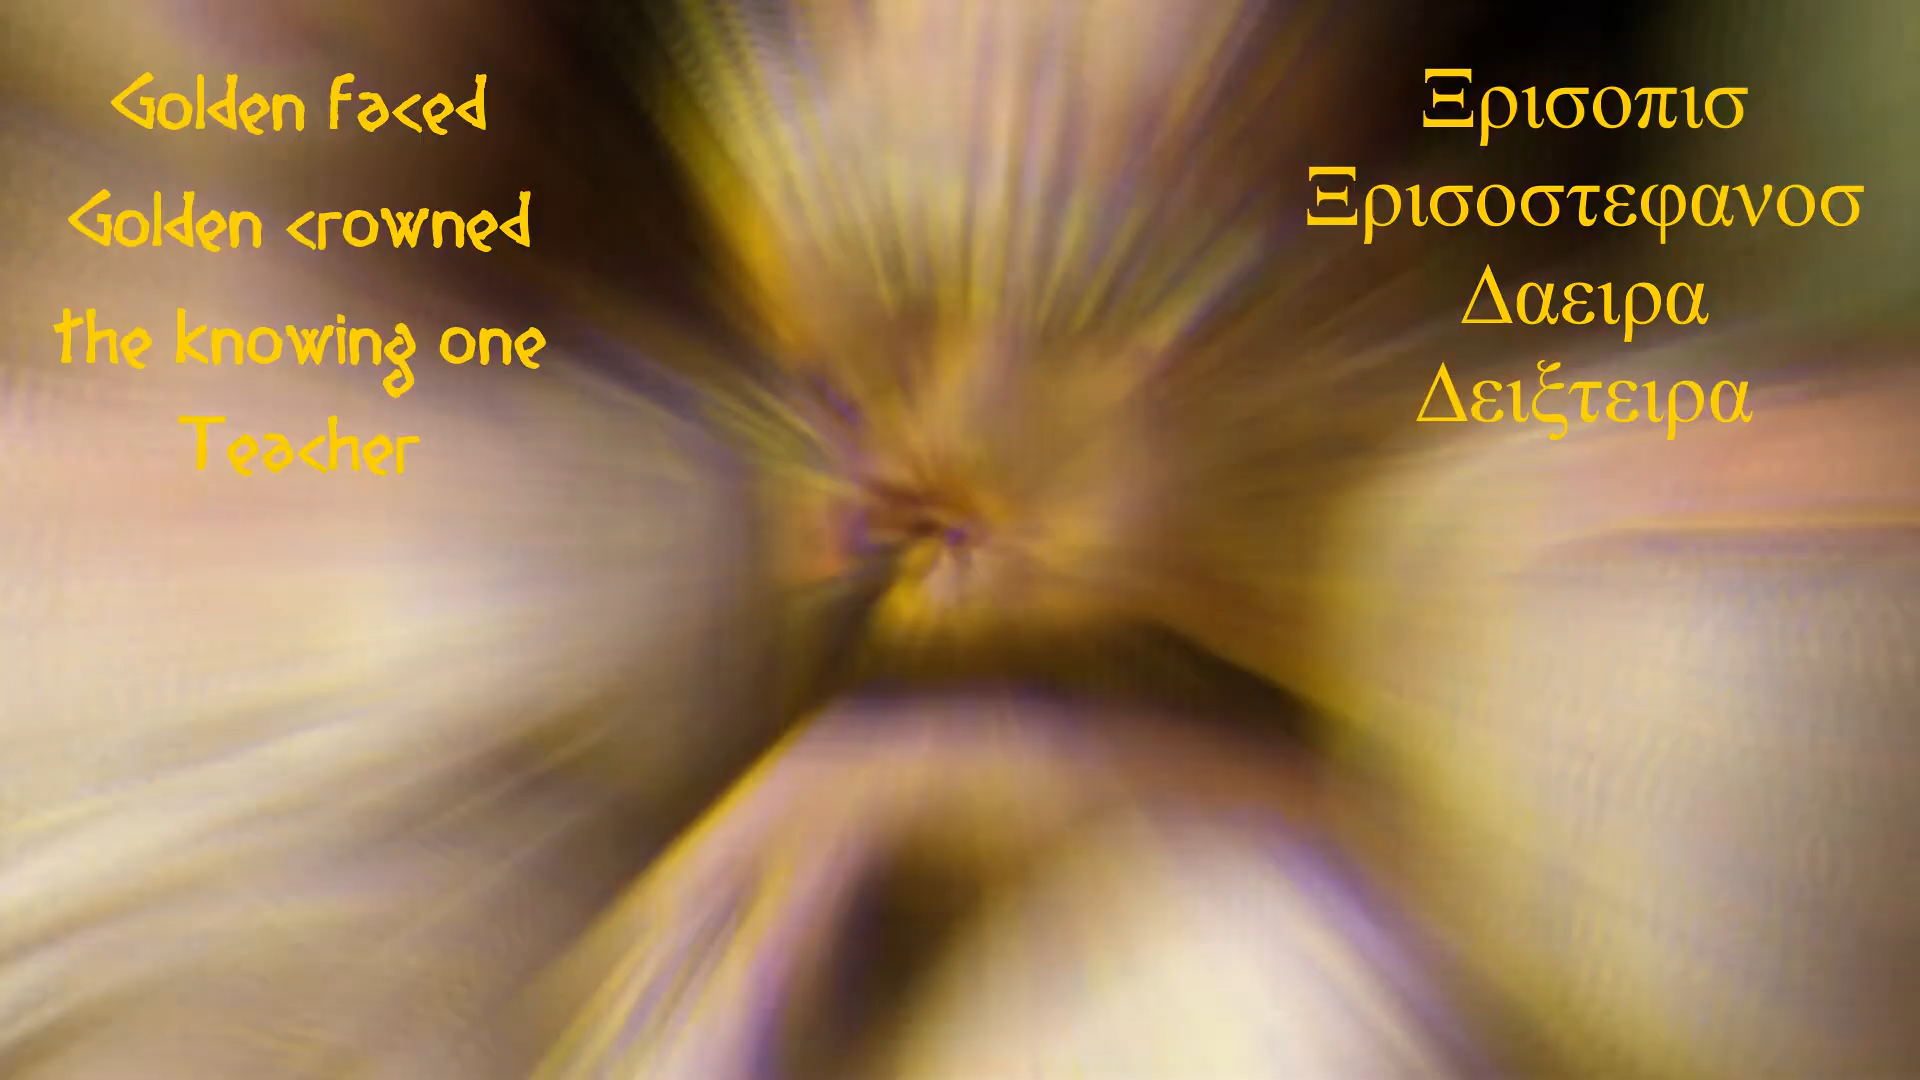 Golden faced
Golden crowned
the knowing one
Teacher
Ξρισοπισ
Ξρισοστεφανοσ
Δαειρα
Δειξτειρα